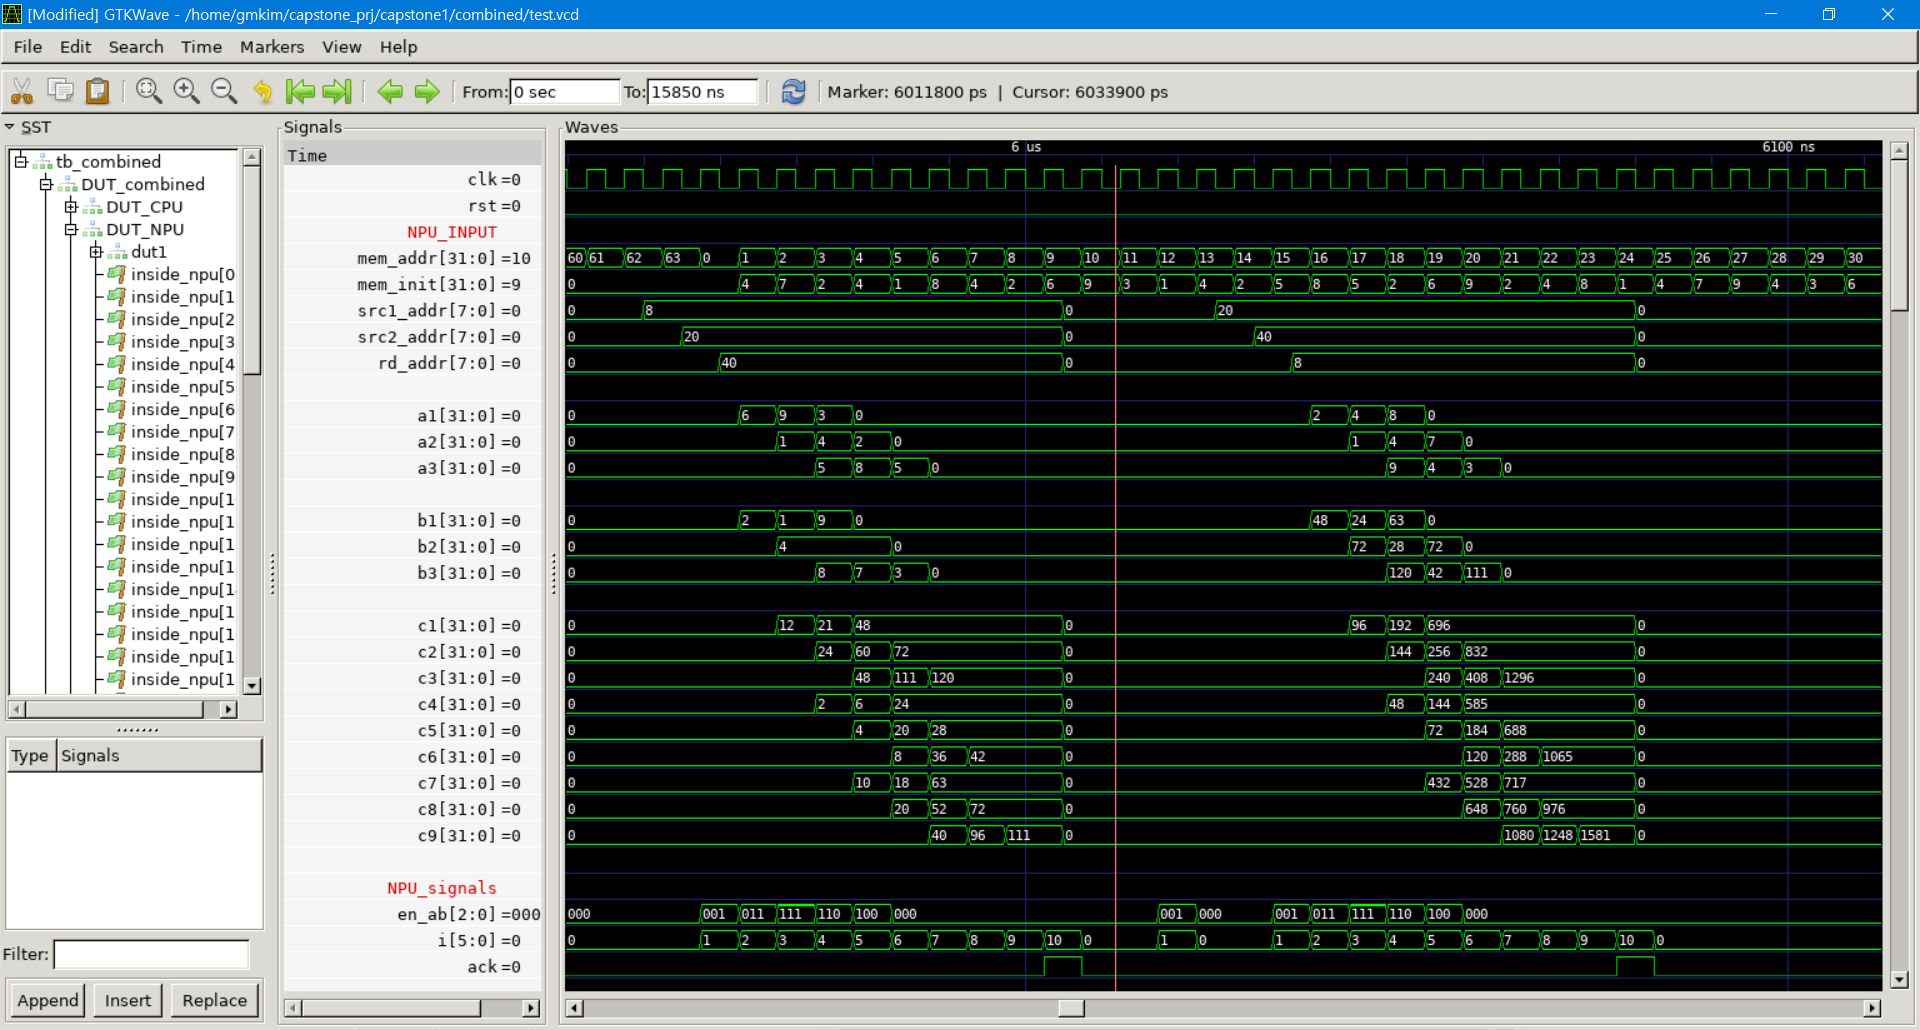 [Modified] GTKWave - /home/gmkim/capstone_prj/capstone1/combined/test.vcd
File Edit Search Time Markers View Help
From: 0 sec To: 15850 ns Marker: 6011800 ps | Cursor: 6033900 ps
SST
tb_combined
DUT_combined
DUT_CPU
DUT_NPU
dut1
inside_npu[0
inside_npu[1
inside_npu[2
inside_npu[3
inside_npu[4
inside_npu[5
inside_npu[6
inside_npu[7
inside_npu[8
inside_npu[9
inside_npu[1
inside_npu[1
inside_npu[1
inside_npu[1
inside_npu[1
inside_npu[1
inside_npu[1
inside_npu[1
inside_npu[1
Type Signals
Filter:
Append Insert Replace
Signals
Time
clk=0
rst=0
NPU_INPUT
mem_addr[31:0]=10
mem_init[31:0]=9
src1_addr[7:0]=0
src2_addr[7:0]=0
rd_addr[7:0]=0
a1[31:0]=0
a2[31:0]=0
a3[31:0]=0
b1[31:0]=0
b2[31:0]=0
b3[31:0]=0
c1[31:0]=0
c2[31:0]=0
c3[31:0]=0
c4[31:0]=0
c5[31:0]=0
c6[31:0]=0
c7[31:0]=0
c8[31:0]=0
c9[31:0]=0
NPU_signals
en_ab[2:0]=000
i[5:0]=0
ack=0
Waves
6 us 6100 ns
60 61 62 63 0 1 2 3 4 5 6 7 8 9 10 11 12 13 14 15 16 17 18 19 20 21 22 23 24 25 26 27 28 29 30
0 4 7 2 4 1 8 4 2 6 9 3 1 4 2 5 8 5 2 6 9 2 4 8 1 4 7 9 4 3 6
0 8 0 20 0
0 20 0 40 0
0 40 0 8 0
0 6 9 3 0 2 4 8 0
0 1 4 2 0 1 4 7 0
0 5 8 5 0 9 4 3 0
0 2 1 9 0 48 24 63 0
0 4 0 72 28 72 0
0 8 7 3 0 120 42 111 0
0 12 21 48 0 96 192 696 0
0 24 60 72 0 144 256 832 0
0 48 111 120 0 240 408 1296 0
0 2 6 24 0 48 144 585 0
0 4 20 28 0 72 184 688 0
0 8 36 42 0 120 288 1065 0
0 10 18 63 0 432 528 717 0
0 20 52 72 0 648 760 976 0
0 40 96 111 0 1080 1248 1581 0
000 001 011 111 110 100 000 001 000 001 011 111 110 100 000
0 1 2 3 4 5 6 7 8 9 10 0 1 0 1 2 3 4 5 6 7 8 9 10 0